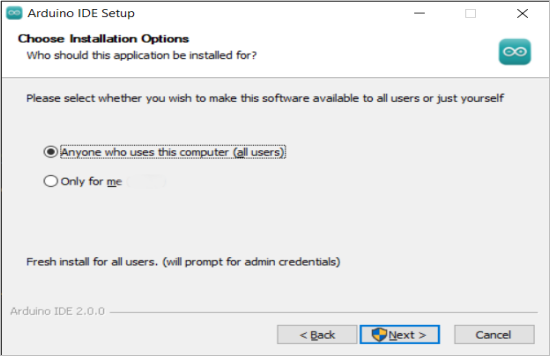 Arduino IDE Setup
Choose Installation Options
Who should this application be installed for?
Please select whether you wish to make this software available to all users or just yourself
Anyone who uses this computer (all users)
Only for me
Fresh install for all users. (will prompt for admin credentials)
Arduino IDE 2.0.0
< Back
Next >
Cancel